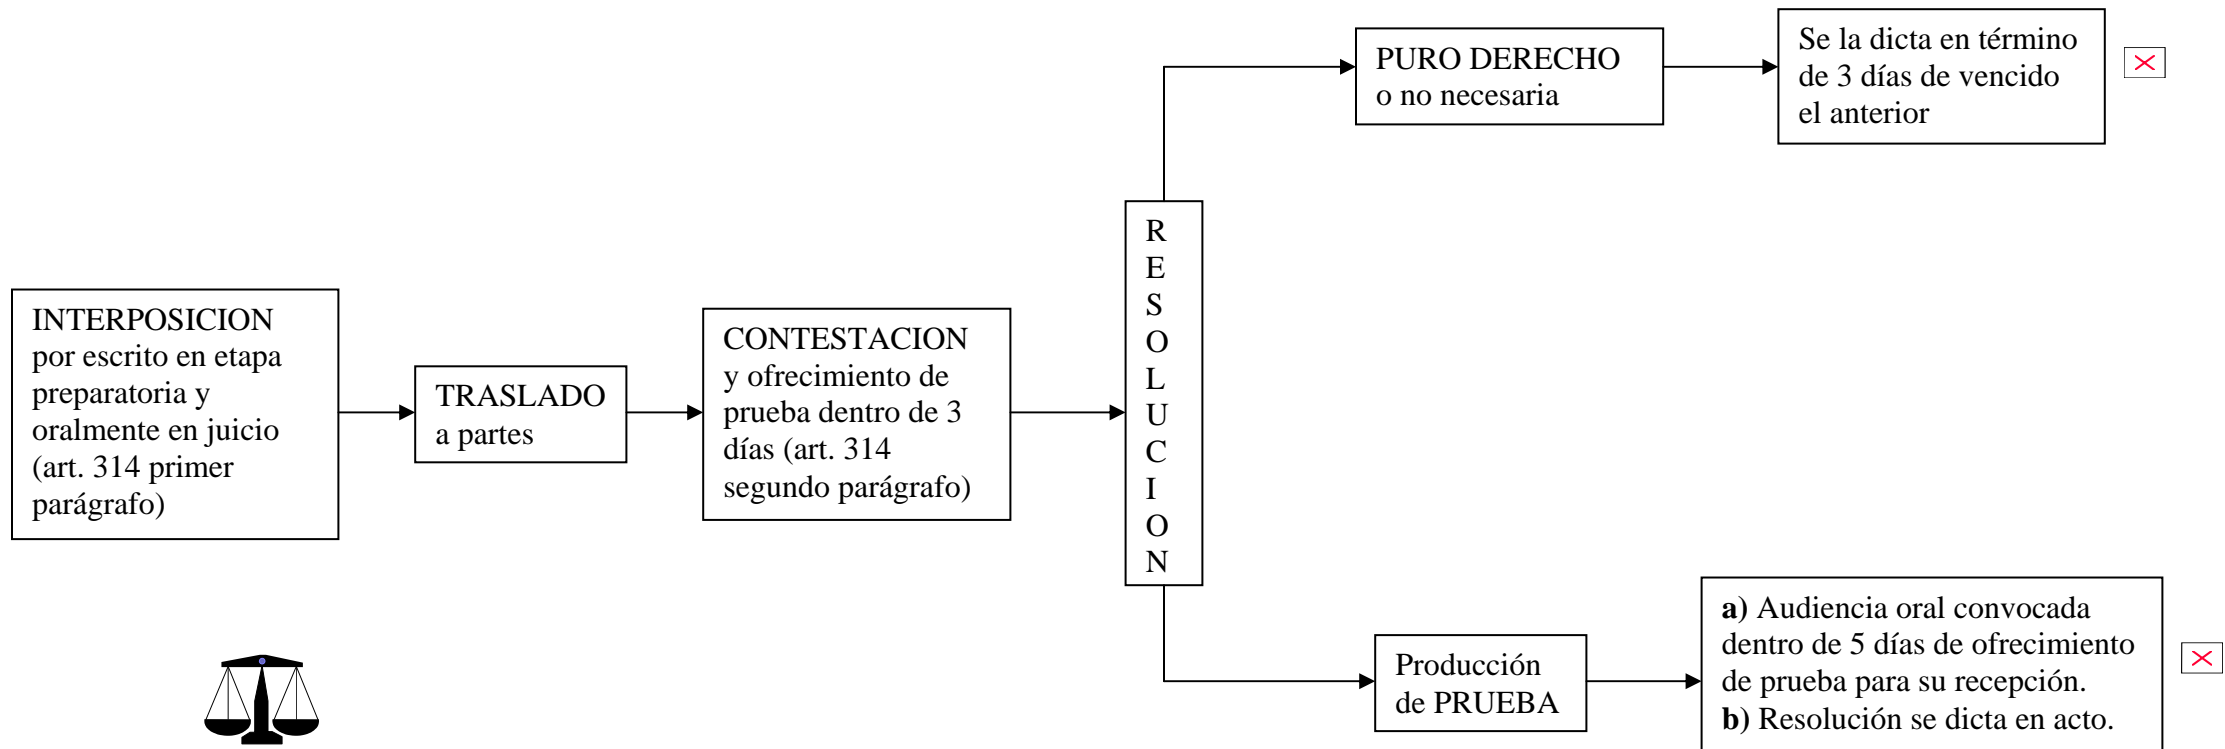 INTERPOSICION
por escrito en etapa
preparatoria y
oralmente en juicio
(art. 314 primer
parágrafo)
TRASLADO
a partes
CONTESTACION
y ofrecimiento de
prueba dentro de 3
días (art. 314
segundo parágrafo)
R
E
S
O
L
U
C
I
O
N
PURO DERECHO
o no necesaria
Se la dicta en término
de 3 días de vencido
el anterior
Producción
de PRUEBA
a) Audiencia oral convocada
dentro de 5 días de ofrecimiento
de prueba para su recepción.
b) Resolución se dicta en acto.